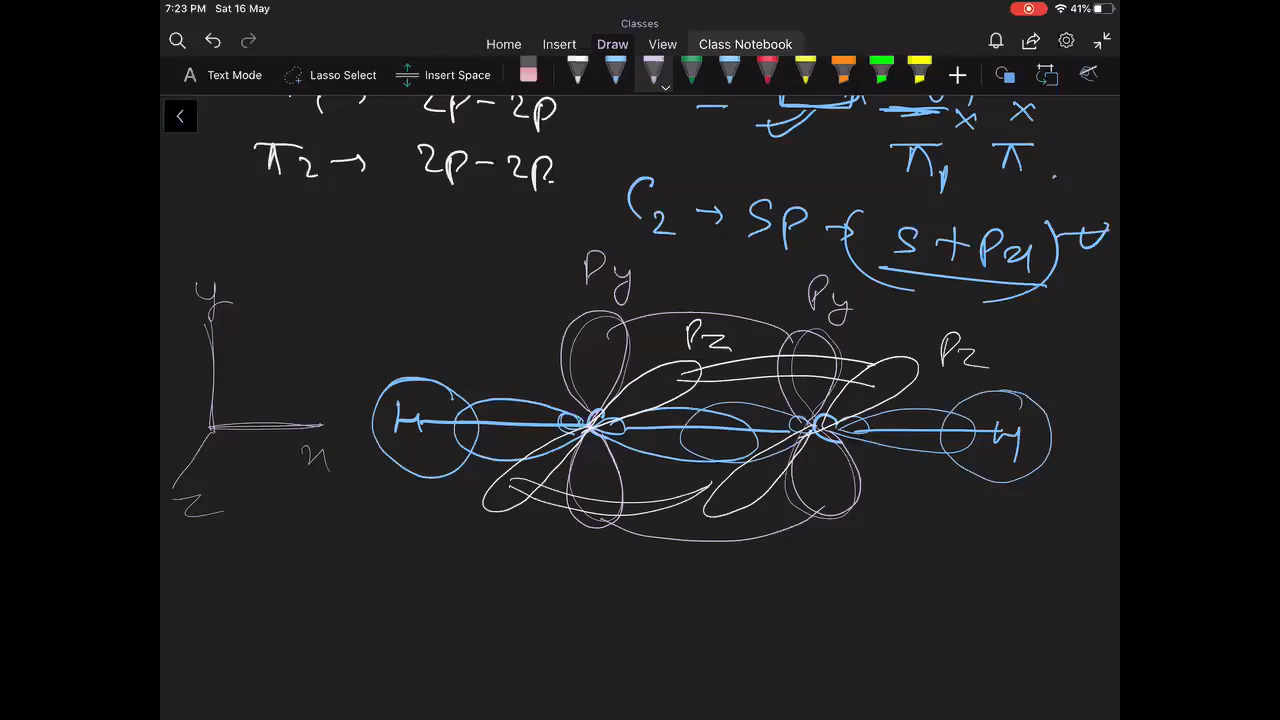 7:23 PM Sat 16 May
41%
Classes
Home Insert Draw View Class Notebook
A Text Mode Lasso Select Insert Space
2p - 2p
π2 → 2p - 2p
π1 π
C2 → sp → (s + px)
Py
Py
Pz
Pz
y
H
H
x
z